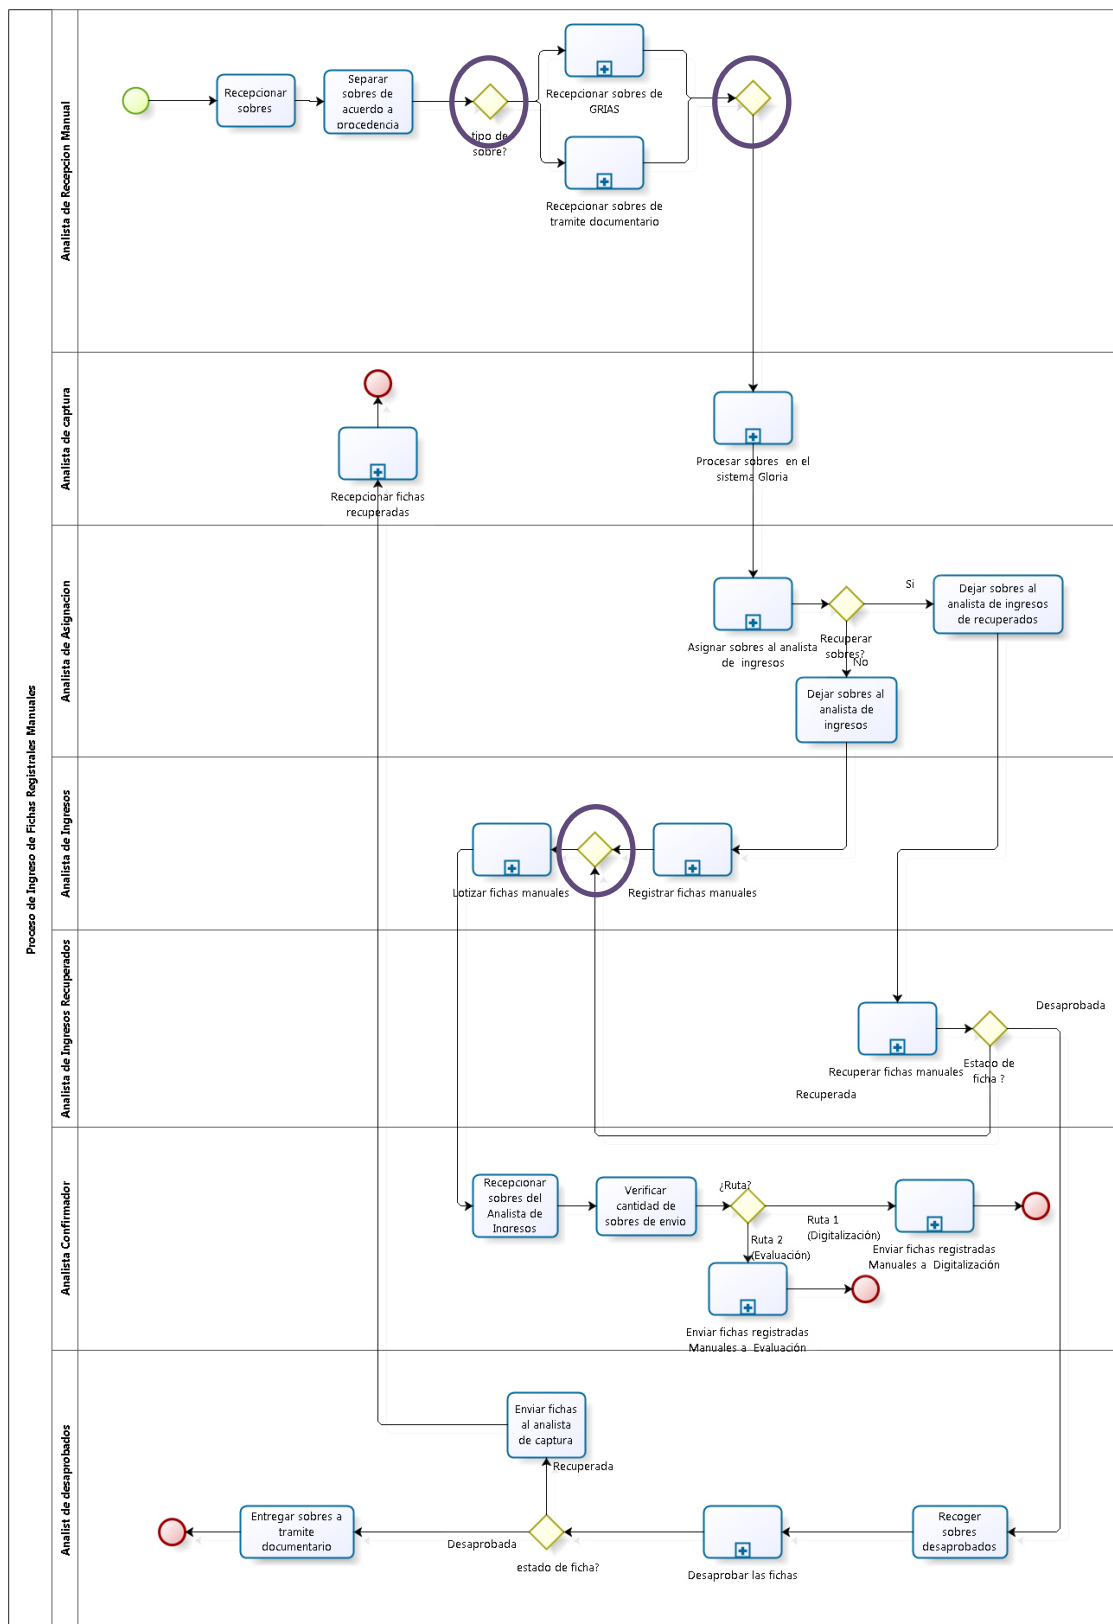 Proceso de Ingreso de Fichas Registrales Manuales
Analista de Recepcion Manual
Recepcionar
sobres
Separar
sobres de
acuerdo a
procedencia
tipo de
sobre?
Recepcionar sobres de
GRIAS
Recepcionar sobres de
tramite documentario
Analista de captura
Recepcionar fichas
recuperadas
Procesar sobres en el
sistema Gloria
Analista de Asignacion
Asignar sobres al analista
de ingresos
Recuperar
sobres?
Si
No
Dejar sobres al
analista de ingresos
de recuperados
Dejar sobres al
analista de
ingresos
Analista de Ingresos
Lotizar fichas manuales
Registrar fichas manuales
Analista de Ingresos Recuperados
Recuperar fichas manuales
Estado de
ficha ?
Desaprobada
Recuperada
Analista Confirmador
Recepcionar
sobres del
Analista de
Ingresos
Verificar
cantidad de
sobres de envio
¿Ruta?
Ruta 1
(Digitalización)
Ruta 2
(Evaluación)
Enviar fichas registradas
Manuales a Digitalización
Enviar fichas registradas
Manuales a Evaluación
Analist de desaprobados
Enviar fichas
al analista
de captura
Recuperada
Entregar sobres a
tramite
documentario
Desaprobada
estado de ficha?
Desaprobar las fichas
Recoger
sobres
desaprobados